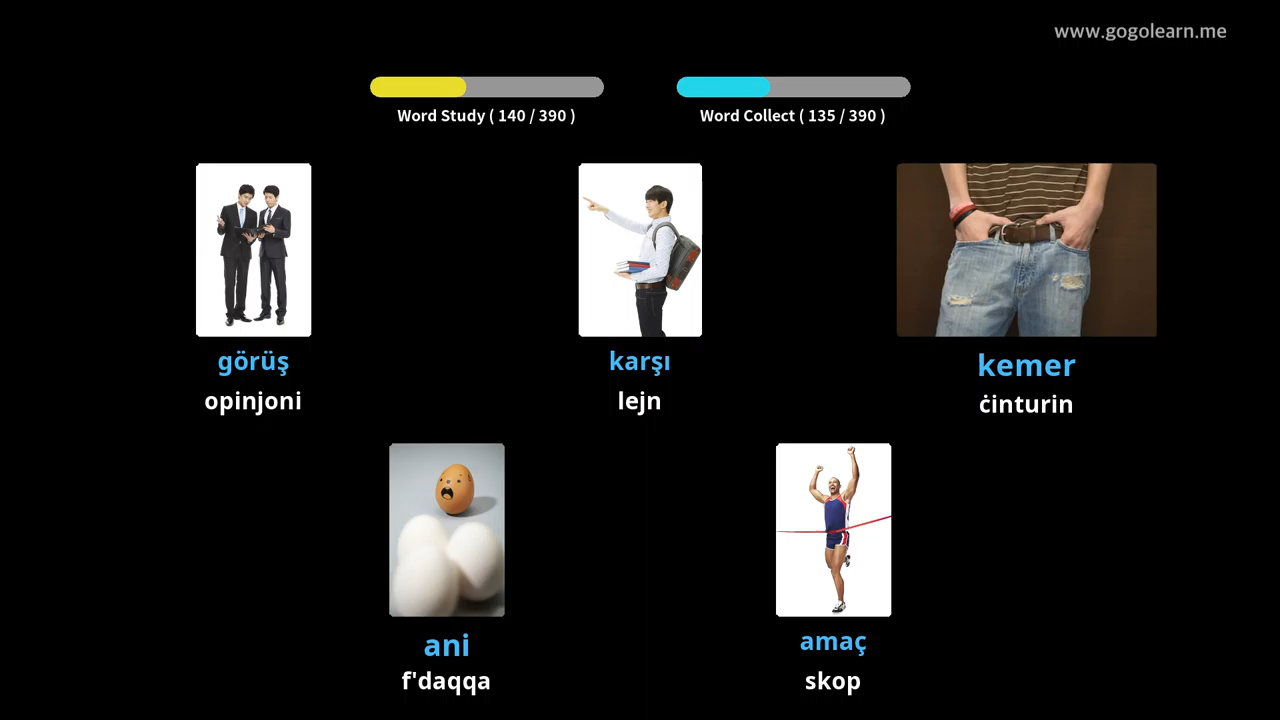 www.gogolearn.me
Word Study ( 140 / 390 )
Word Collect ( 135 / 390 )
görüş
opinjoni
karşı
lejn
kemer
ċinturin
ani
f'daqqa
amaç
skop